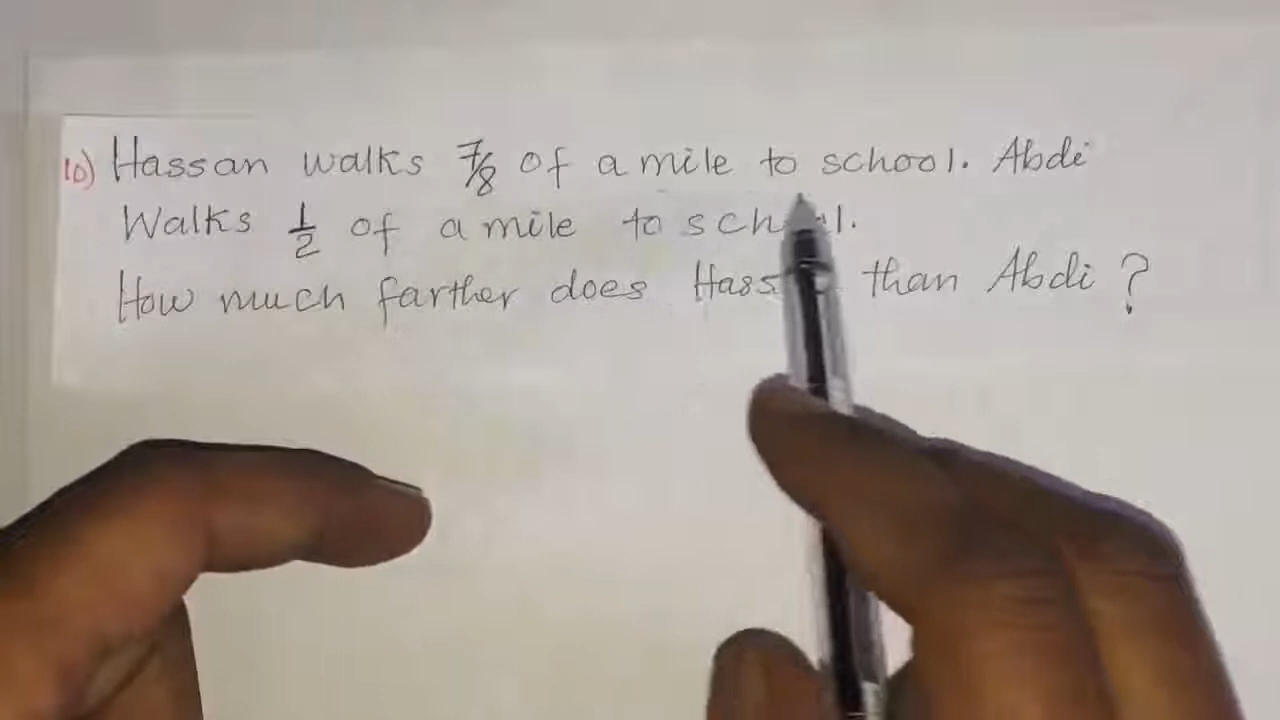 10) Hassan walks 7/8 of a mile to school. Abdi
Walks 1/2 of a mile to school.
How much farther does than Abdi ?